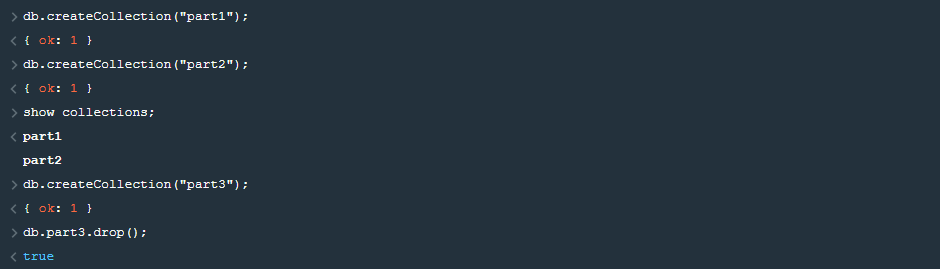 > db.createCollection("part1");
< { ok: 1 }
> db.createCollection("part2");
< { ok: 1 }
> show collections;
< part1
part2
> db.createCollection("part3");
< { ok: 1 }
> db.part3.drop();
< true